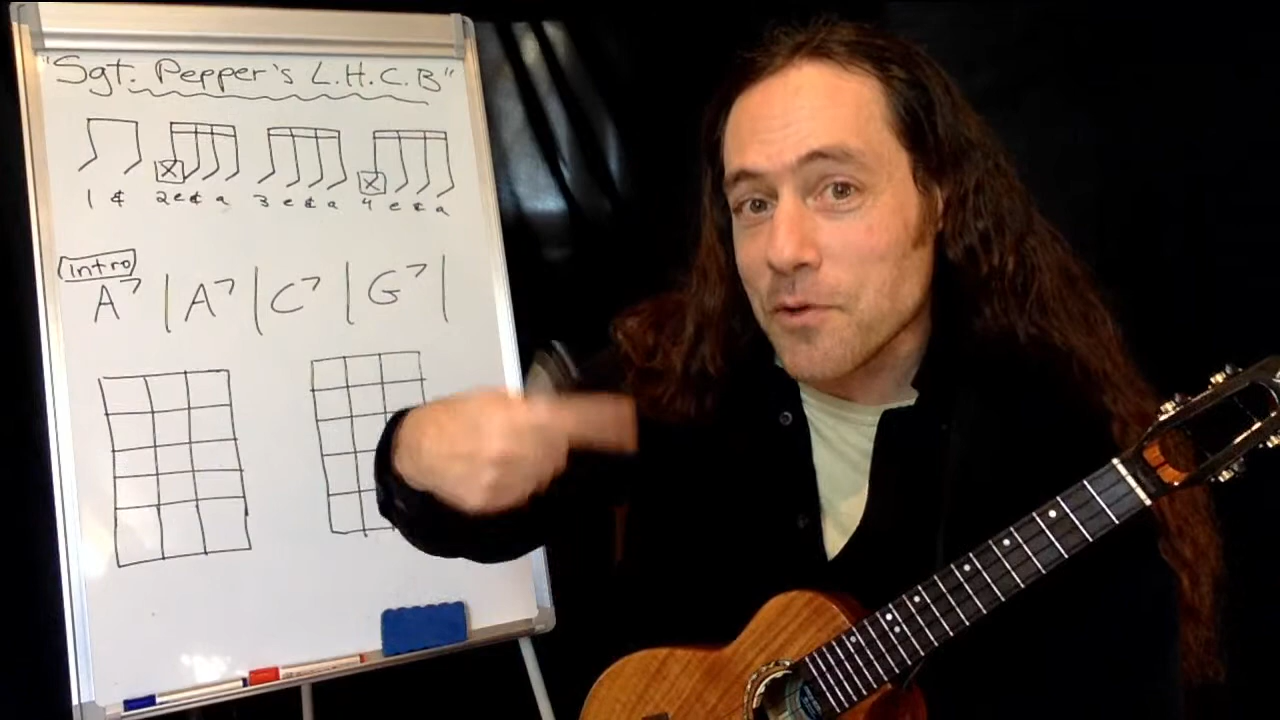 "Sgt. Pepper's L.H.C.B"
1 & 2 e & a 3 e & a 4 e & a
Intro
A7 | A7 | C7 | G7 |